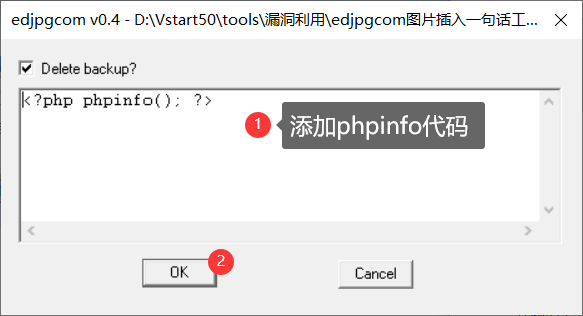 edjpgcom v0.4 - D:\Vstart50\tools\漏洞利用\edjpgcom图片插入一句话工...
Delete backup?
<?php phpinfo(); ?>
1 添加phpinfo代码
OK 2 Cancel